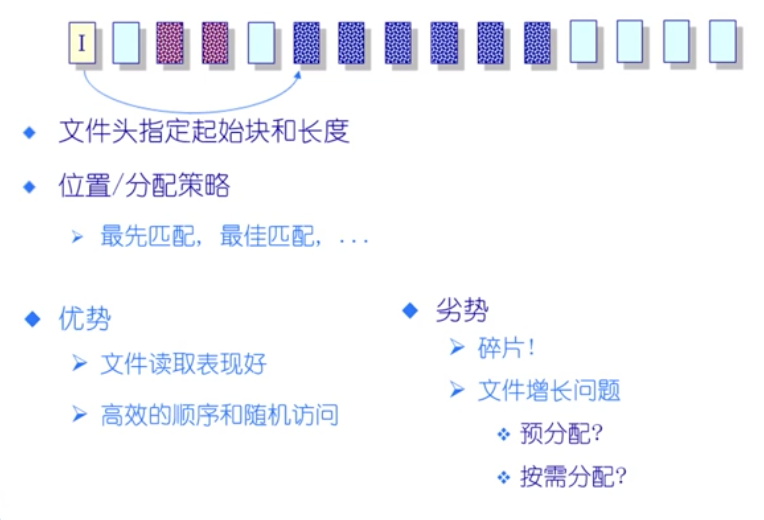 I
文件头指定起始块和长度
位置/分配策略
最先匹配, 最佳匹配, ...
优势
文件读取表现好
高效的顺序和随机访问
劣势
碎片!
文件增长问题
预分配?
按需分配?